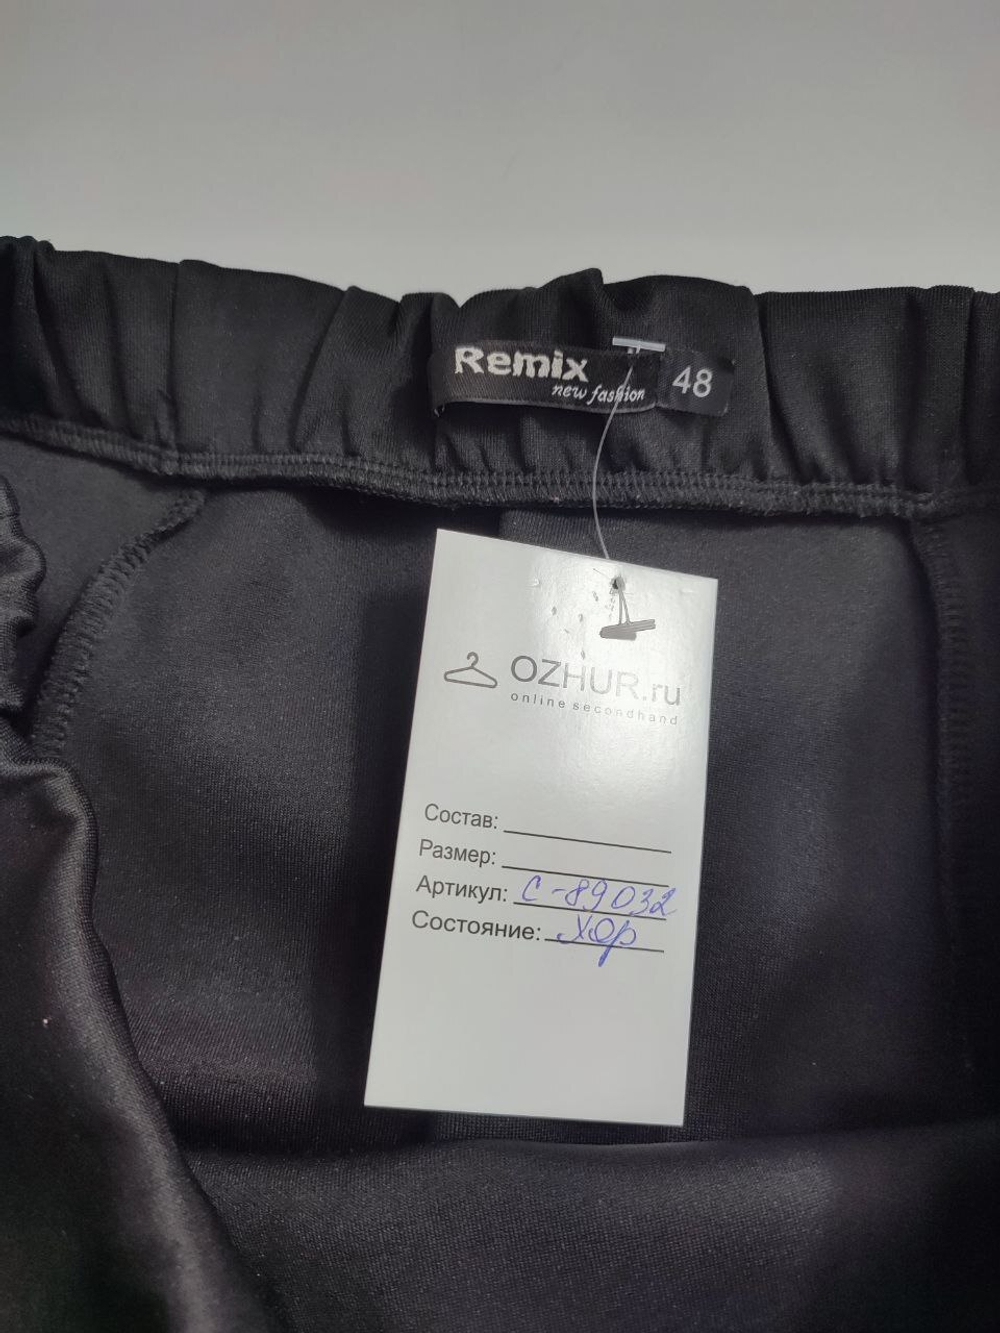 Remix
new fashion
48
OZHUR.ru
online secondhand
Состав:
Размер:
Артикул: С-89032
Состояние: хор